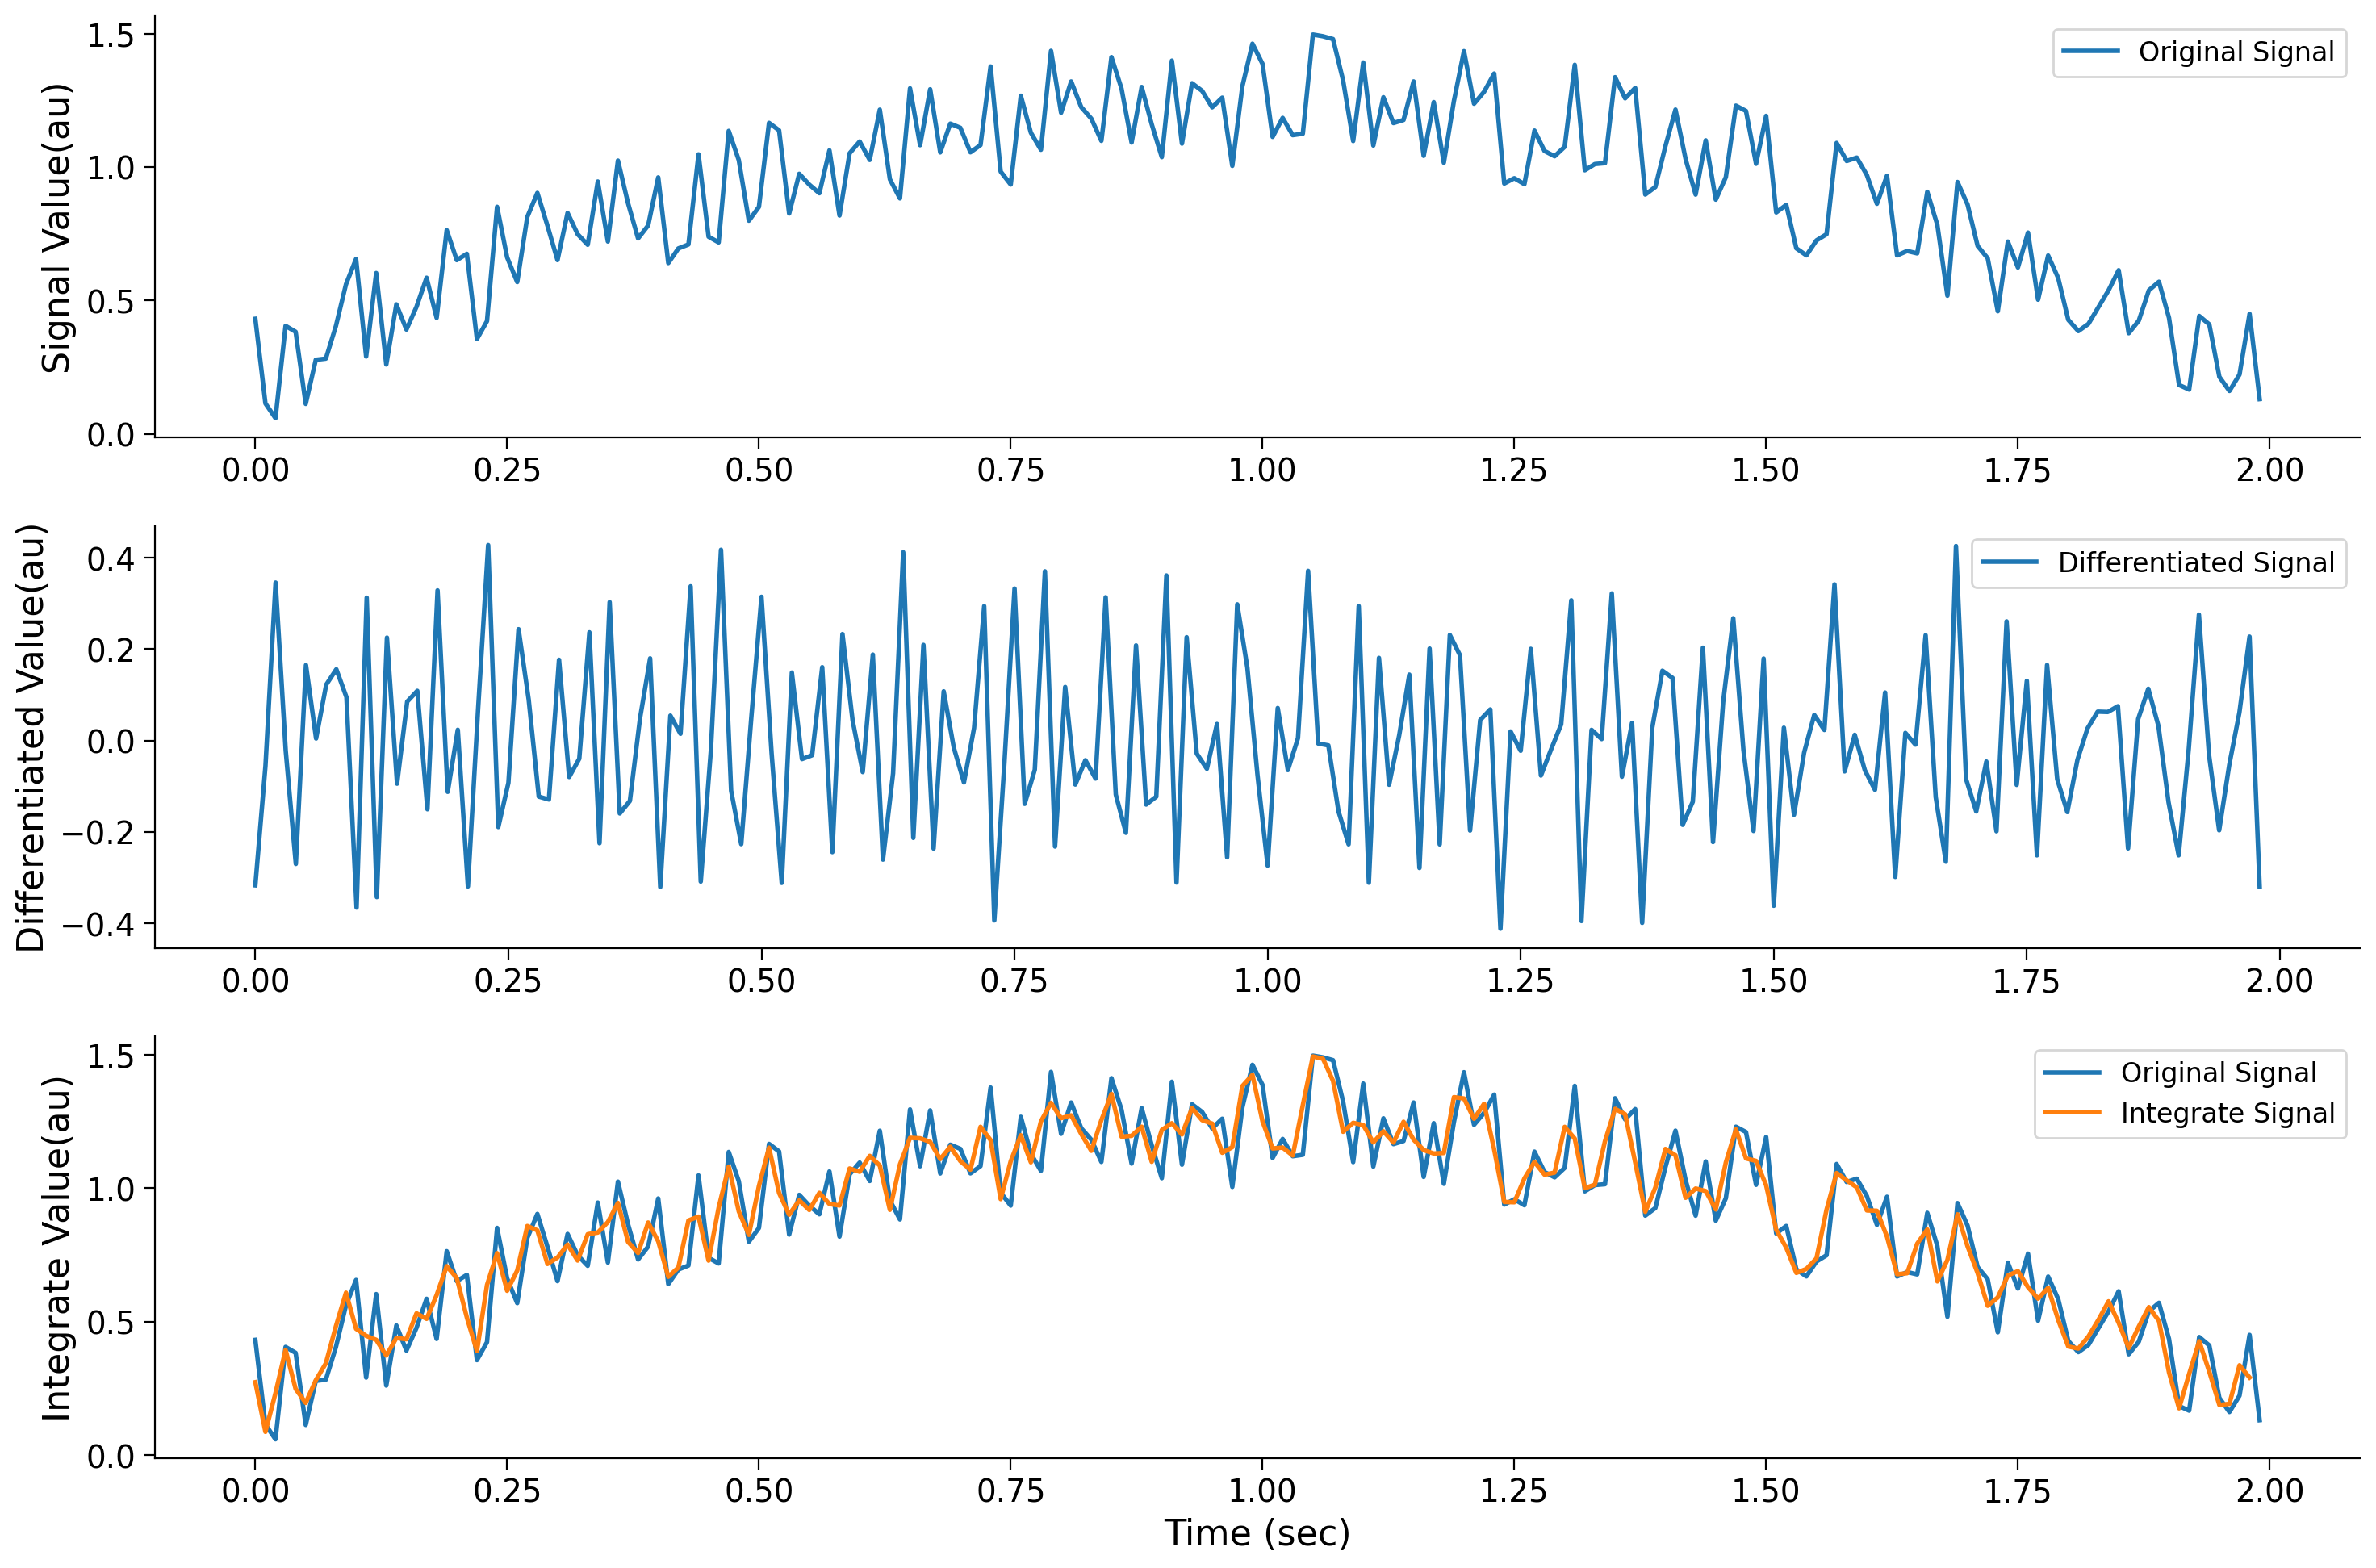 Signal Value(au)
1.5
1.0
0.5
0.0
Original Signal
0.00 0.25 0.50 0.75 1.00 1.25 1.50 1.75 2.00
Differentiated Value(au)
0.4
0.2
0.0
−0.2
−0.4
Differentiated Signal
0.00 0.25 0.50 0.75 1.00 1.25 1.50 1.75 2.00
Integrate Value(au)
1.5
1.0
0.5
0.0
Original Signal
Integrate Signal
0.00 0.25 0.50 0.75 1.00 1.25 1.50 1.75 2.00
Time (sec)